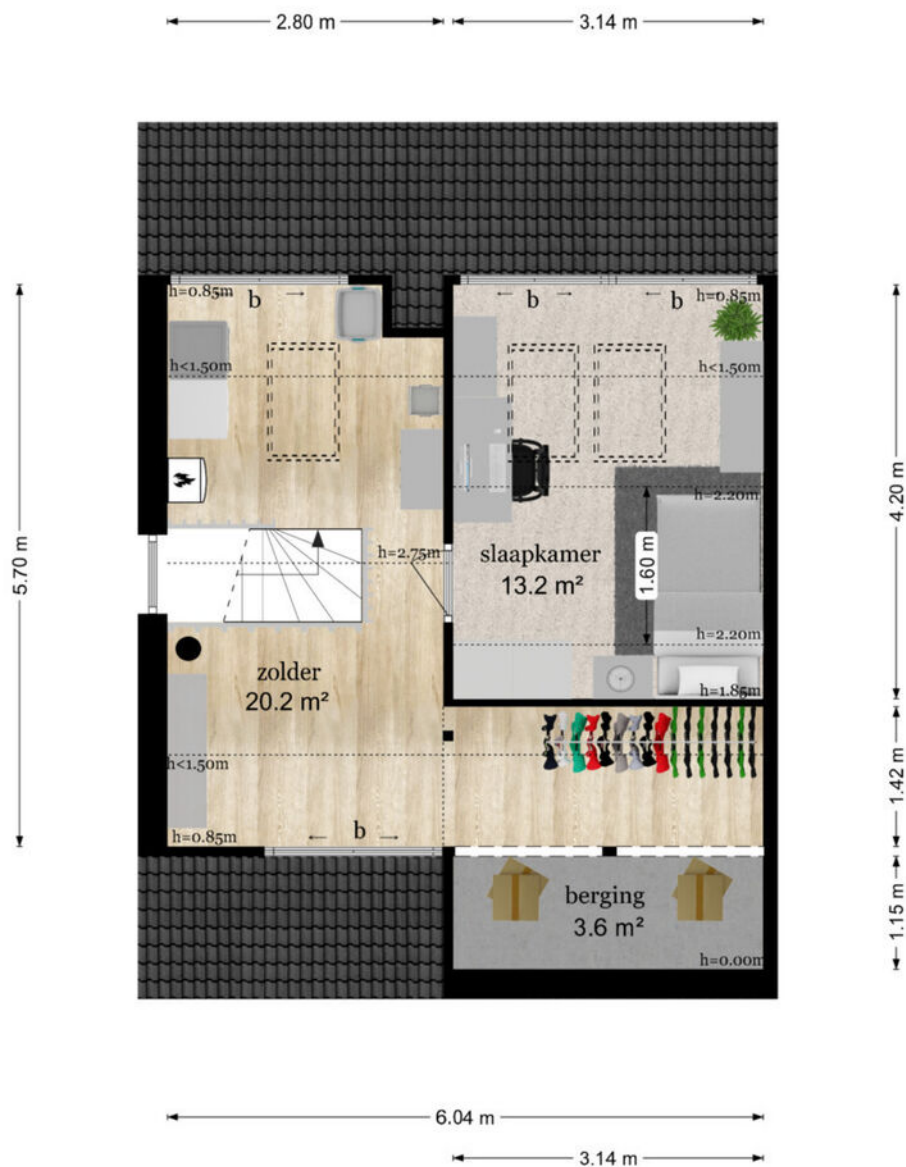 2.80 m
3.14 m
h=0.85m
b
b
b
h=0.85m
h<1.50m
h<1.50m
4.20 m
h=2.20m
5.70 m
h=2.75m
slaapkamer
13.2 m²
1.60 m
h=2.20m
zolder
20.2 m²
h=1.85m
h<1.50m
1.42 m
h=0.85m
b
berging
3.6 m²
1.15 m
h=0.00m
6.04 m
3.14 m